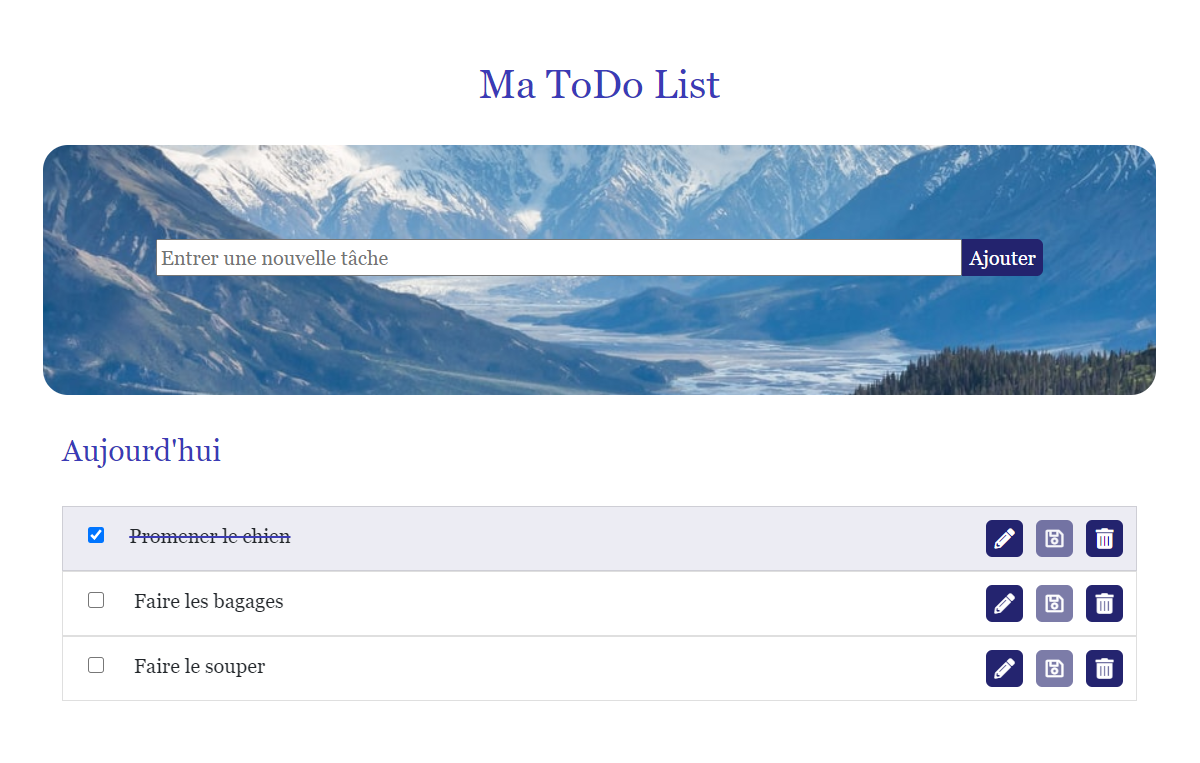 Ma ToDo List
Entrer une nouvelle tâche Ajouter
Aujourd'hui
Promener le chien
Faire les bagages
Faire le souper